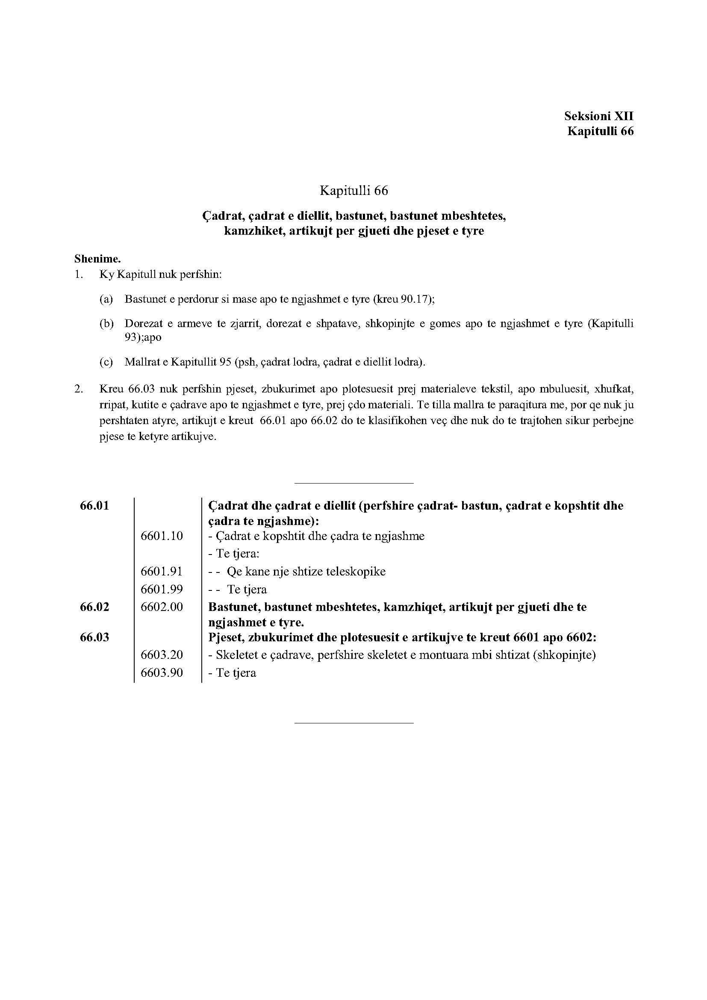 Seksioni XII
Kapitulli 66
Kapitulli 66
Çadrat, çadrat e diellit, bastunet, bastunet mbeshtetes,
kamzhiket, artikujt per gjueti dhe pjeset e tyre
Shenime.
1. Ky Kapitull nuk perfshin:
(a) Bastunet e perdorur si mase apo te ngjashmet e tyre (kreu 90.17);
(b) Dorezat e armeve te zjarrit, dorezat e shpatave, shkopinjte e gomes apo te ngjashmet e tyre (Kapitulli
93);apo
(c) Mallrat e Kapitullit 95 (psh, çadrat lodra, çadrat e diellit lodra).
2. Kreu 66.03 nuk perfshin pjeset, zbukurimet apo plotesuesit prej materialeve tekstil, apo mbuluesit, xhufkat,
rripat, kutite e çadrave apo te ngjashmet e tyre, prej çdo materiali. Te tilla mallra te paraqitura me, por qe nuk ju
pershtaten atyre, artikujt e kreut 66.01 apo 66.02 do te klasifikohen veç dhe nuk do te trajtohen sikur perbejne
pjese te ketyre artikujve.
66.01 Çadrat dhe çadrat e diellit (perfshire çadrat- bastun, çadrat e kopshtit dhe
çadra te ngjashme):
6601.10 - Çadrat e kopshtit dhe çadra te ngjashme
- Te tjera:
6601.91 - - Qe kane nje shtize teleskopike
6601.99 - - Te tjera
66.02 6602.00 Bastunet, bastunet mbeshtetes, kamzhiqet, artikujt per gjueti dhe te
ngjashmet e tyre.
66.03 Pjeset, zbukurimet dhe plotesuesit e artikujve te kreut 6601 apo 6602:
6603.20 - Skeletet e çadrave, perfshire skeletet e montuara mbi shtizat (shkopinjte)
6603.90 - Te tjera